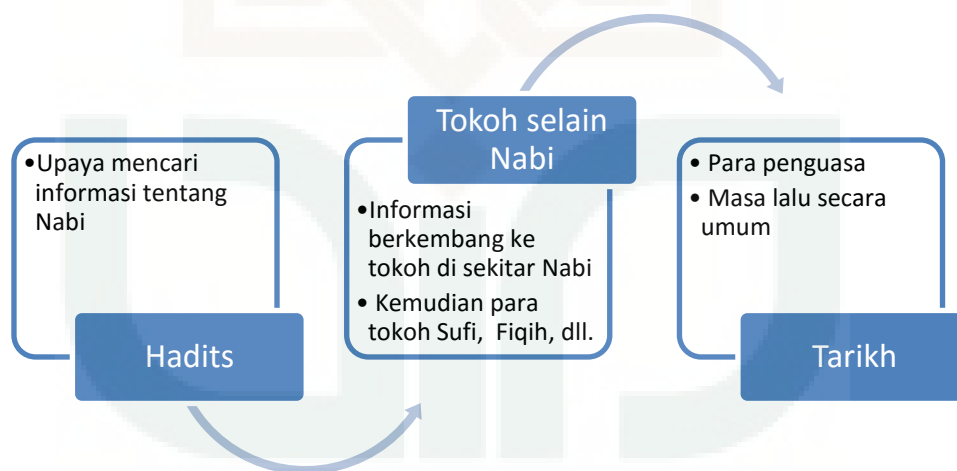 •Upaya mencari
informasi tentang
Nabi
Hadits
Tokoh selain
Nabi
•Informasi
berkembang ke
tokoh di sekitar Nabi
• Kemudian para
tokoh Sufi, Fiqih, dll.
• Para penguasa
• Masa lalu secara
umum
Tarikh